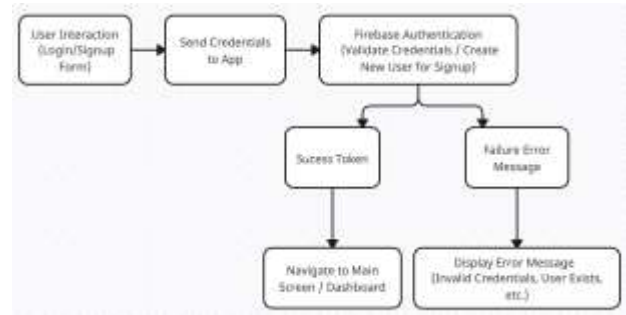 User Interaction
(Login/Signup
Form)
Send Credentials
to App
Firebase Authentication
(Validate Credentials / Create
New User for Signup)
Sucess Token
Failure Error
Message
Navigate to Main
Screen / Dashboard
Display Error Message
(Invalid Credentials, User Exists,
etc.)